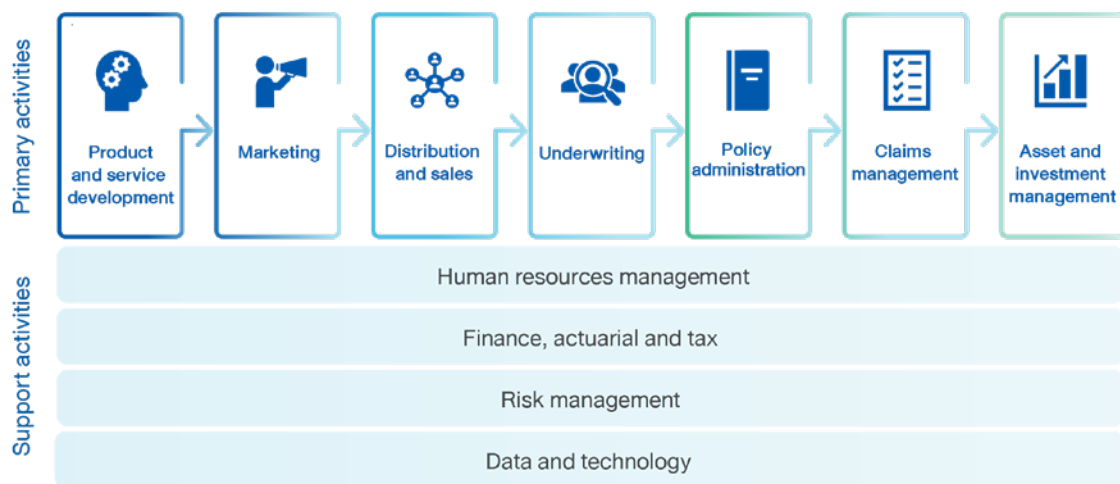 Primary activities
Product
and service
development
Marketing
Distribution
and sales
Underwriting
Policy
administration
Claims
management
Asset and
investment
management
Support activities
Human resources management
Finance, actuarial and tax
Risk management
Data and technology